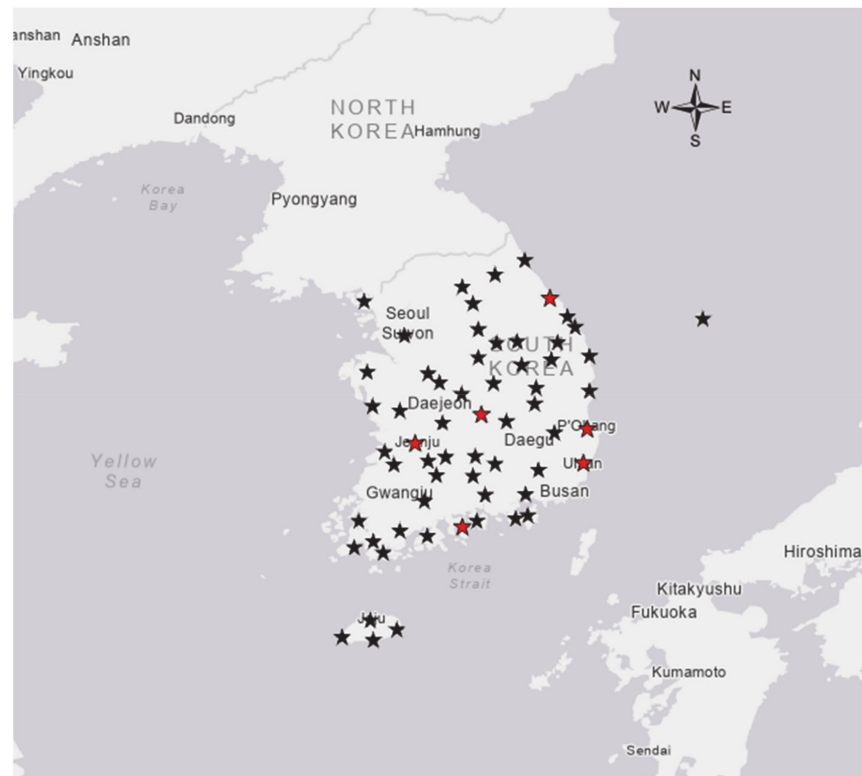 anshan
Anshan
Yingkou
N
W E
S
Dandong
NORTH
KOREA
Hamhung
Korea
Bay
Pyongyang
Seoul
Suwon
SOUTH
KOREA
Daejeon
P'Ohang
Jeonju
Daegu
Ulsan
Yellow
Sea
Gwangju
Busan
Hiroshima
Korea
Strait
Kitakyushu
Fukuoka
Jeju
Kumamoto
Sendai